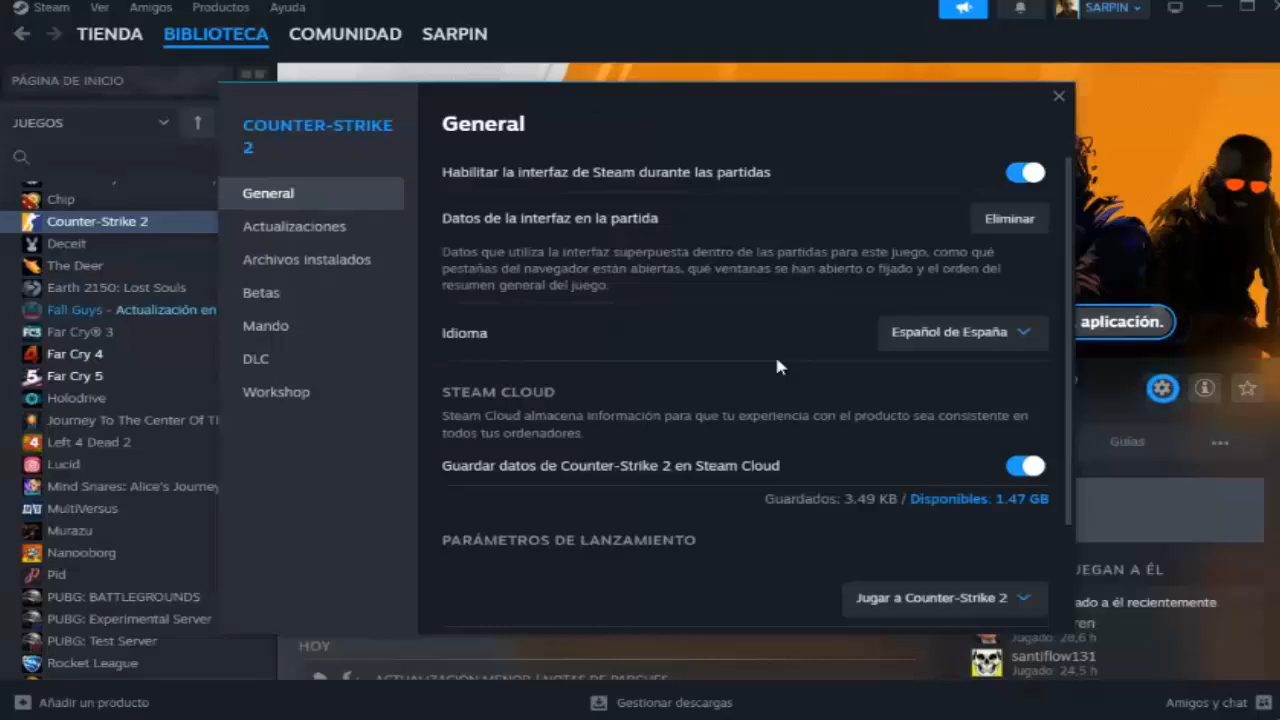 Steam Ver Amigos Productos Ayuda
SARPIN
TIENDA BIBLIOTECA COMUNIDAD SARPIN
PÁGINA DE INICIO
JUEGOS
Chip
Counter-Strike 2
Deceit
The Deer
Earth 2150: Lost Souls
Fall Guys - Actualización en
Far Cry® 3
Far Cry 4
Far Cry 5
Holodrive
Journey To The Center Of T
Left 4 Dead 2
Lucid
Mind Snares: Alice's Journey
MultiVersus
Murazu
Nanooborg
Pid
PUBG: BATTLEGROUNDS
PUBG: Experimental Server
PUBG: Test Server
Rocket League
COUNTER-STRIKE
2
General
Actualizaciones
Archivos instalados
Betas
Mando
DLC
Workshop
General
Habilitar la interfaz de Steam durante las partidas
Datos de la interfaz en la partida
Eliminar
Datos que utiliza la interfaz superpuesta dentro de las partidas para este juego, como qué
pestañas del navegador están abiertas, qué ventanas se han abierto o fijado y el orden del
resumen general del juego.
Idioma
Español de España
STEAM CLOUD
Steam Cloud almacena información para que tu experiencia con el producto sea consistente en
todos tus ordenadores.
Guardar datos de Counter-Strike 2 en Steam Cloud
Guardados: 3.49 KB / Disponibles: 1.47 GB
PARÁMETROS DE LANZAMIENTO
Jugar a Counter-Strike 2
aplicación.
Guías
JEGAN A ÉL
ado a él recientemente
ren
Jugado: 28,6 h
santiflow131
Jugado: 24,5 h
HOY
ACTUALIZACIÓN MENOR / NOTAS DE PARCHES
Añadir un producto
Gestionar descargas
Amigos y chat